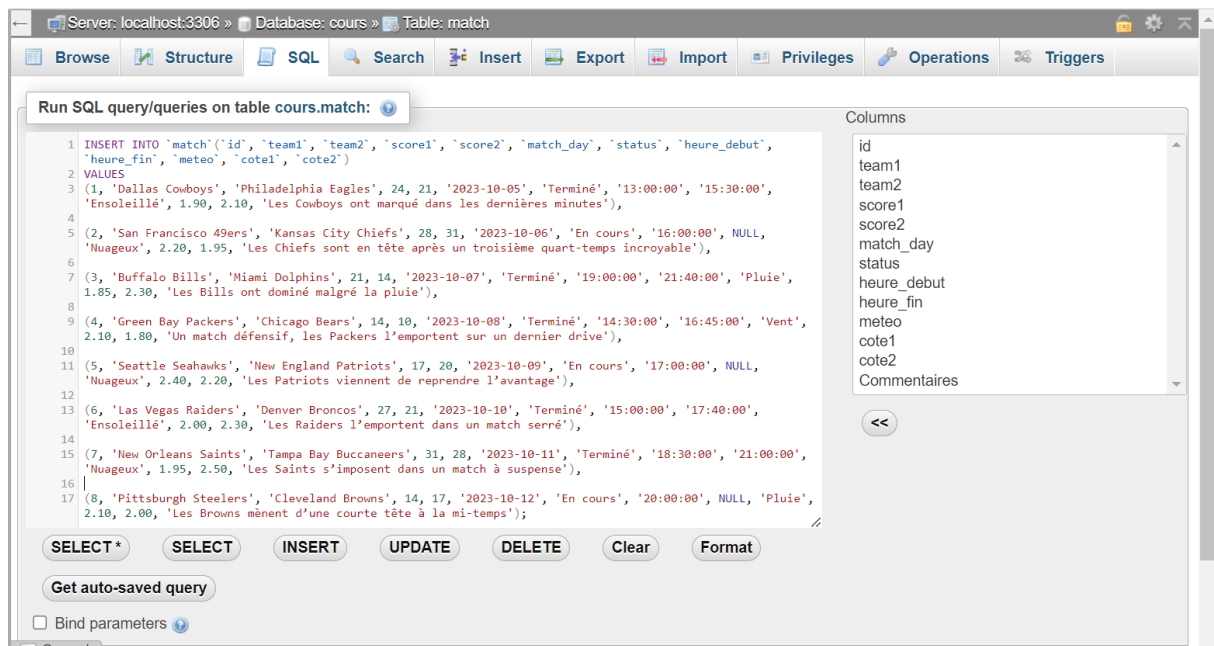 ← Server: localhost:3306 » Database: cours » Table: match
Browse Structure SQL Search Insert Export Import Privileges Operations Triggers
Run SQL query/queries on table cours.match:
1 INSERT INTO `match`(`id`, `team1`, `team2`, `score1`, `score2`, `match_day`, `status`, `heure_debut`,
`heure_fin`, `meteo`, `cote1`, `cote2`)
2 VALUES
3 (1, 'Dallas Cowboys', 'Philadelphia Eagles', 24, 21, '2023-10-05', 'Terminé', '13:00:00', '15:30:00',
'Ensoleillé', 1.90, 2.10, 'Les Cowboys ont marqué dans les dernières minutes'),
4
5 (2, 'San Francisco 49ers', 'Kansas City Chiefs', 28, 31, '2023-10-06', 'En cours', '16:00:00', NULL,
'Nuageux', 2.20, 1.95, 'Les Chiefs sont en tête après un troisième quart-temps incroyable'),
6
7 (3, 'Buffalo Bills', 'Miami Dolphins', 21, 14, '2023-10-07', 'Terminé', '19:00:00', '21:40:00', 'Pluie',
1.85, 2.30, 'Les Bills ont dominé malgré la pluie'),
8
9 (4, 'Green Bay Packers', 'Chicago Bears', 14, 10, '2023-10-08', 'Terminé', '14:30:00', '16:45:00', 'Vent',
2.10, 1.80, 'Un match défensif, les Packers l’emportent sur un dernier drive'),
10
11 (5, 'Seattle Seahawks', 'New England Patriots', 17, 20, '2023-10-09', 'En cours', '17:00:00', NULL,
'Nuageux', 2.40, 2.20, 'Les Patriots viennent de reprendre l’avantage'),
12
13 (6, 'Las Vegas Raiders', 'Denver Broncos', 27, 21, '2023-10-10', 'Terminé', '15:00:00', '17:40:00',
'Ensoleillé', 2.00, 2.30, 'Les Raiders l’emportent dans un match serré'),
14
15 (7, 'New Orleans Saints', 'Tampa Bay Buccaneers', 31, 28, '2023-10-11', 'Terminé', '18:30:00', '21:00:00',
'Nuageux', 1.95, 2.50, 'Les Saints s’imposent dans un match à suspense'),
16
17 (8, 'Pittsburgh Steelers', 'Cleveland Browns', 14, 17, '2023-10-12', 'En cours', '20:00:00', NULL, 'Pluie',
2.10, 2.00, 'Les Browns mènent d’une courte tête à la mi-temps');
Columns
id
team1
team2
score1
score2
match_day
status
heure_debut
heure_fin
meteo
cote1
cote2
Commentaires
<<
SELECT * SELECT INSERT UPDATE DELETE Clear Format
Get auto-saved query
Bind parameters